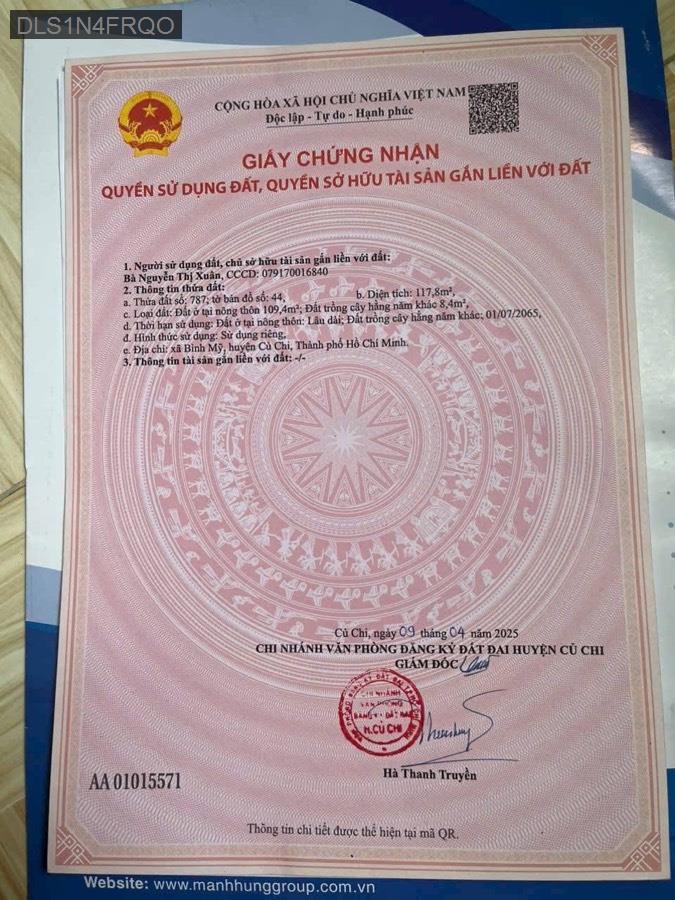 DLS1N4FRQO
CỘNG HÒA XÃ HỘI CHỦ NGHĨA VIỆT NAM
Độc lập - Tự do - Hạnh phúc
GIẤY CHỨNG NHẬN
QUYỀN SỬ DỤNG ĐẤT, QUYỀN SỞ HỮU TÀI SẢN GẮN LIỀN VỚI ĐẤT
1. Người sử dụng đất, chủ sở hữu tài sản gắn liền với đất:
Bà Nguyễn Thị Xuân, CCCD: 079170016840
2. Thông tin thửa đất:
a. Thửa đất số: 787; tờ bản đồ số: 44, b. Diện tích: 117,8m²,
c. Loại đất: Đất ở tại nông thôn 109,4m²; Đất trồng cây hằng năm khác 8,4m²,
d. Thời hạn sử dụng: Đất ở tại nông thôn: Lâu dài; Đất trồng cây hằng năm khác; 01/07/2065,
đ. Hình thức sử dụng: Sử dụng riêng,
e. Địa chỉ: xã Bình Mỹ, huyện Củ Chi, Thành phố Hồ Chí Minh.
3. Thông tin tài sản gắn liền với đất: -/-
Củ Chi, ngày 09 tháng 04 năm 2025
CHI NHÁNH VĂN PHÒNG ĐĂNG KÝ ĐẤT ĐAI HUYỆN CỦ CHI
GIÁM ĐỐC
CHI NHÁNH
VĂN PHÒNG
ĐĂNG KÝ ĐẤT ĐAI
H.CỦ CHI
Hà Thanh Truyền
AA 01015571
Thông tin chi tiết được thể hiện tại mã QR.
Website: www.manhhunggroup.com.vn